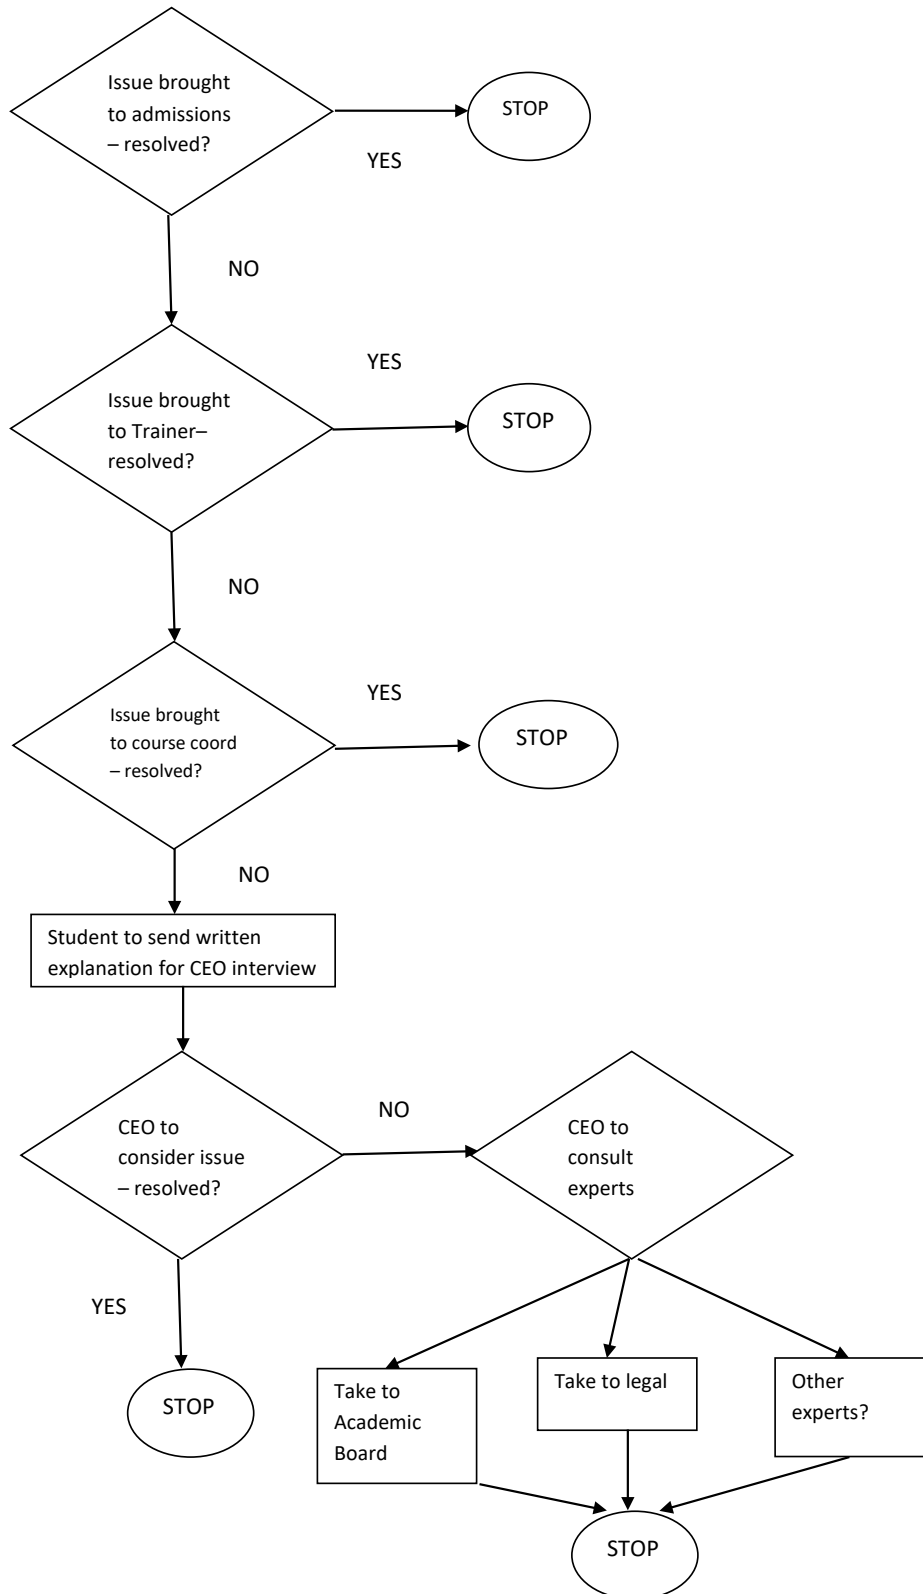 Issue brought
to admissions
– resolved?
STOP
YES
NO
YES
Issue brought
to Trainer–
resolved?
STOP
NO
YES
Issue brought
to course coord
– resolved?
STOP
NO
Student to send written
explanation for CEO interview
NO
CEO to
consider issue
– resolved?
CEO to
consult
experts
YES
STOP
Take to
Academic
Board
Take to legal
Other
experts?
STOP